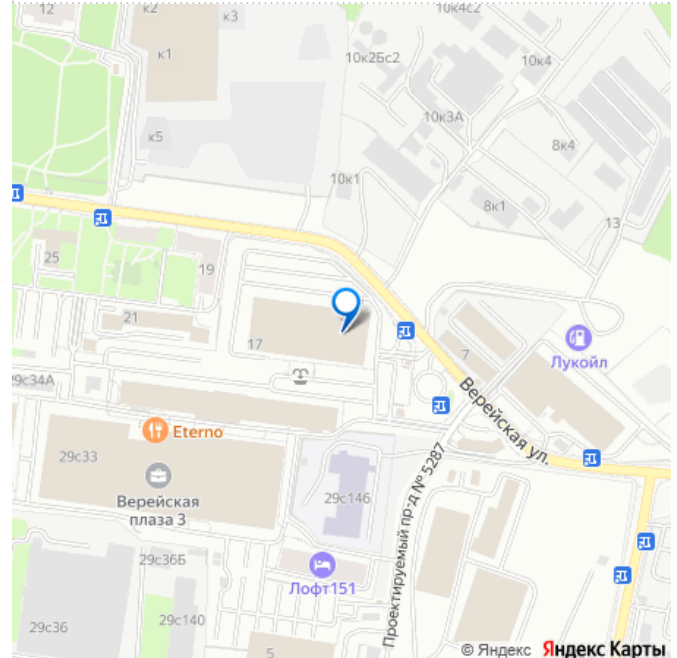 12
к2
к3
10к4с2
к1
10к2Бс2
10к4
10к3А
к5
8к4
10к1
8к1
13
25
19
21
17
7
Лукойл
29с34А
Верейская ул.
Eterno
29с33
Верейская
плаза 3
29с14б
Проектируемый пр-д № 5287
29с36Б
Лофт151
29с36
29с140
5
© Яндекс Яндекс Карты